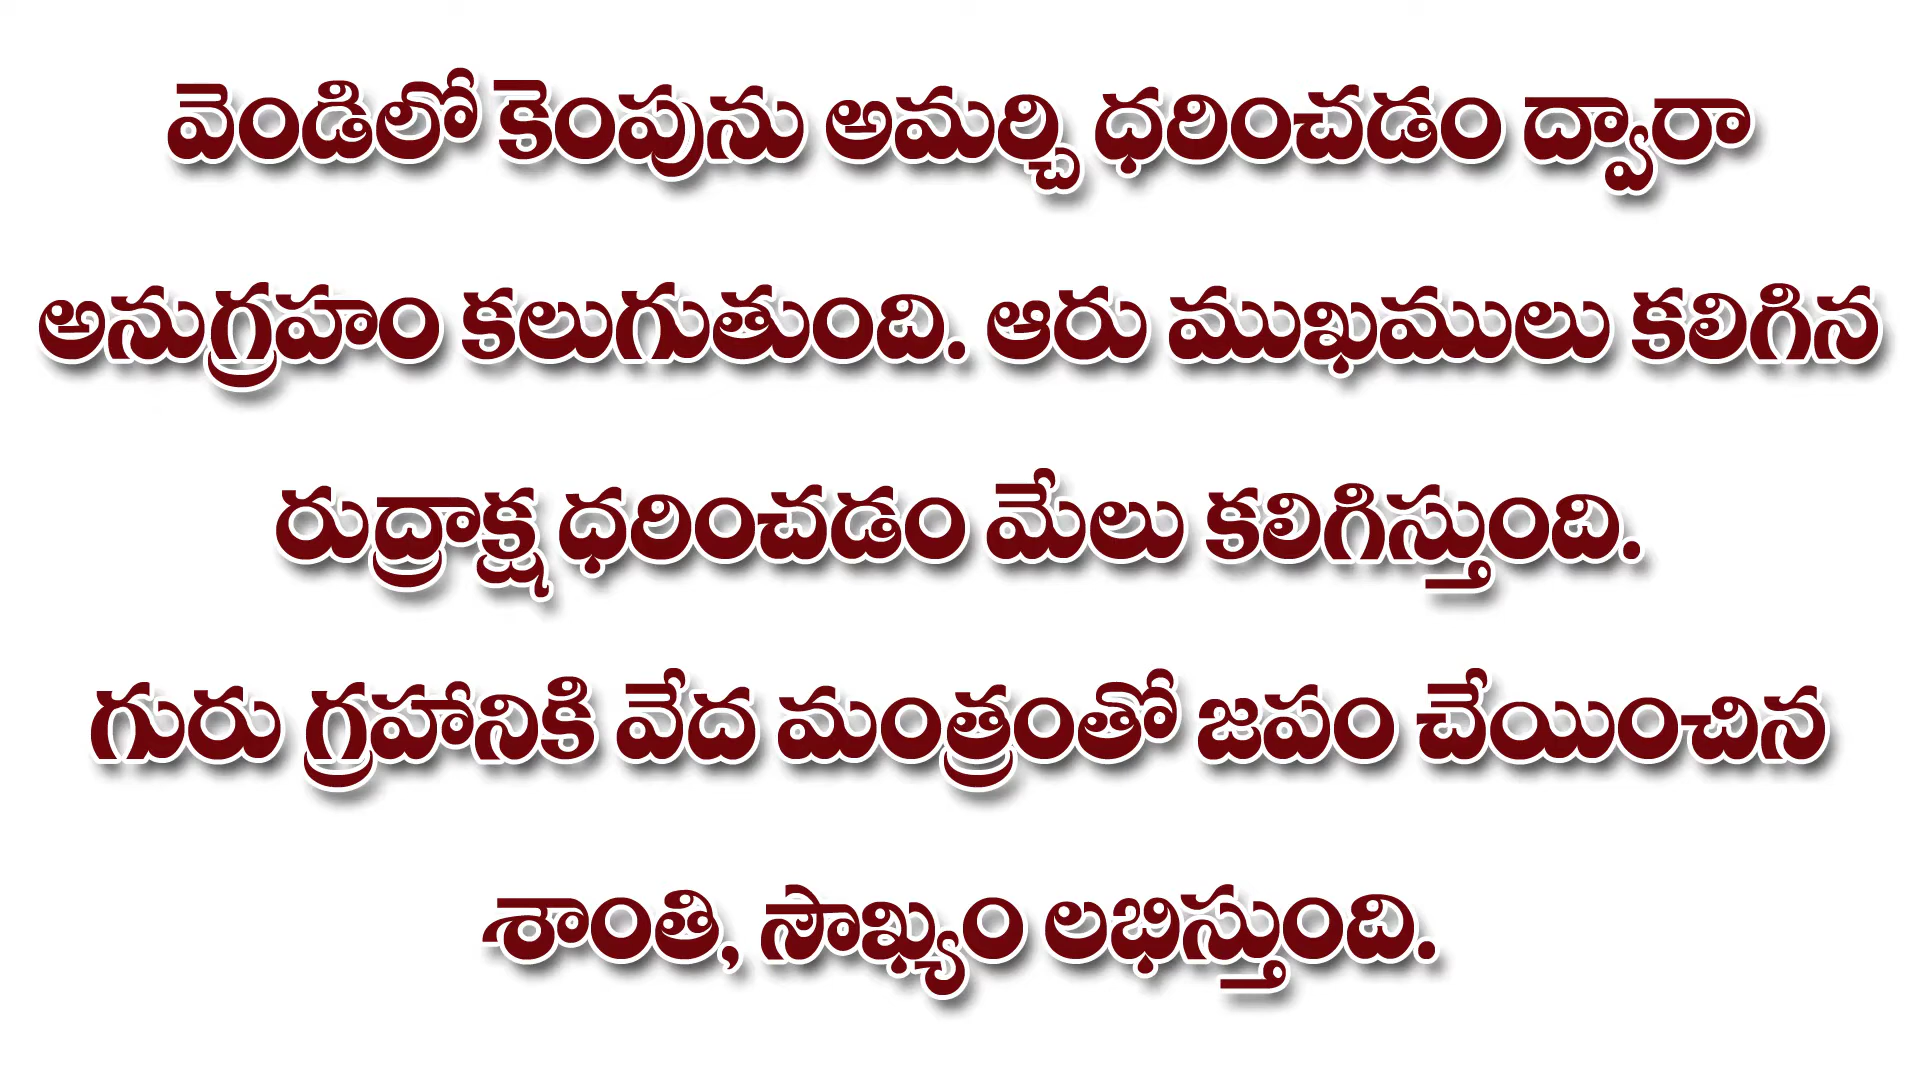 వెండిలో కెంపును అమర్చి ధరించడం ద్వారా
అనుగ్రహం కలుగుతుంది. ఆరు ముఖములు కలిగిన
రుద్రాక్ష ధరించడం మేలు కలిగిస్తుంది.
గురు గ్రహానికి వేద మంత్రంతో జపం చేయించిన
శాంతి, సౌఖ్యం లభిస్తుంది.